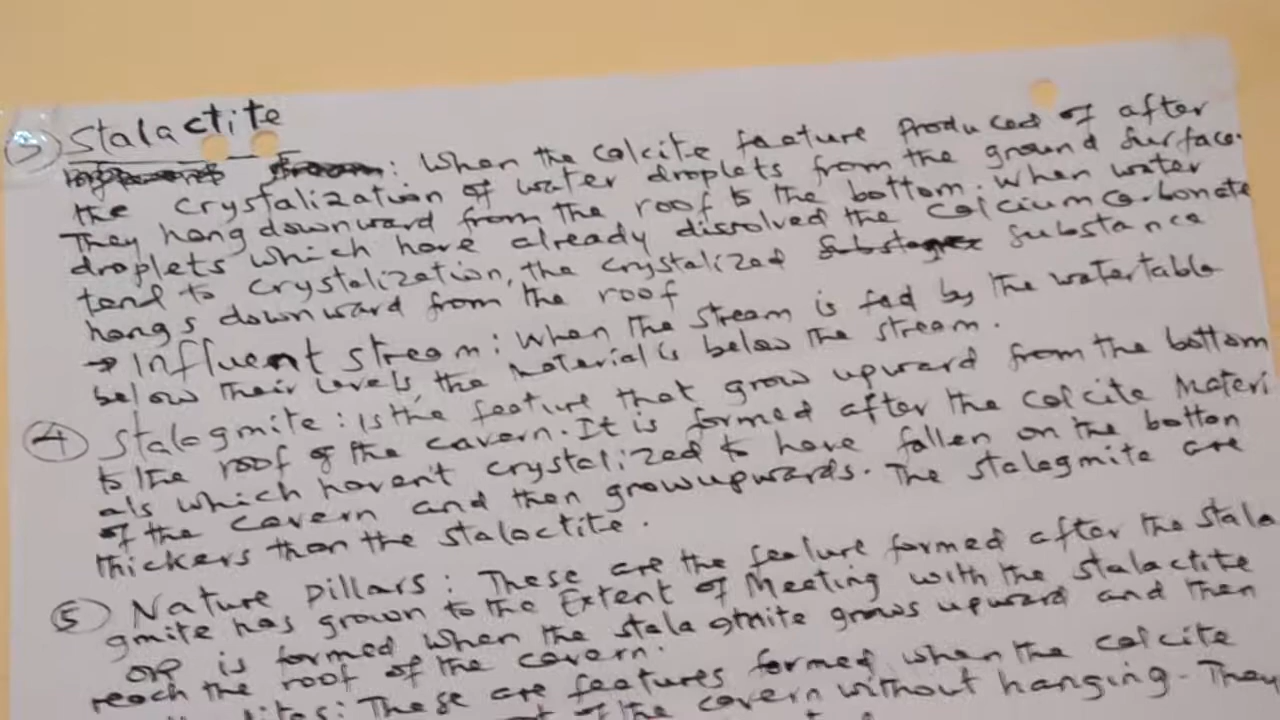 3) Stalactite
: When the calcite feature produced of after
the crystalization of water droplets from the ground surface.
They hang downward from the roof to the bottom. When water
droplets which have already dissolved the Calcium Carbonate
tend to crystalization, the crystalized substance
hangs downward from the roof
→ Influent stream: When the stream is fed by the watertable
below their levels the material is below the stream.
4) Stalagmite: is the feature that grow upward from the bottom
to the roof of the cavern. It is formed after the calcite Materi
als which havent crystalized to have fallen on the botton
of the cavern and then grow upwards. The stalagmite are
thickers than the stalactite.
5) Nature pillars: These are the feature formed after the stala
gmite has grown to the Extent of Meeting with the stalactite
or is formed when the stalagmite grows upward and then
reach the roof of the cavern.
These are features formed when the calcite
of the cavern without hanging. They